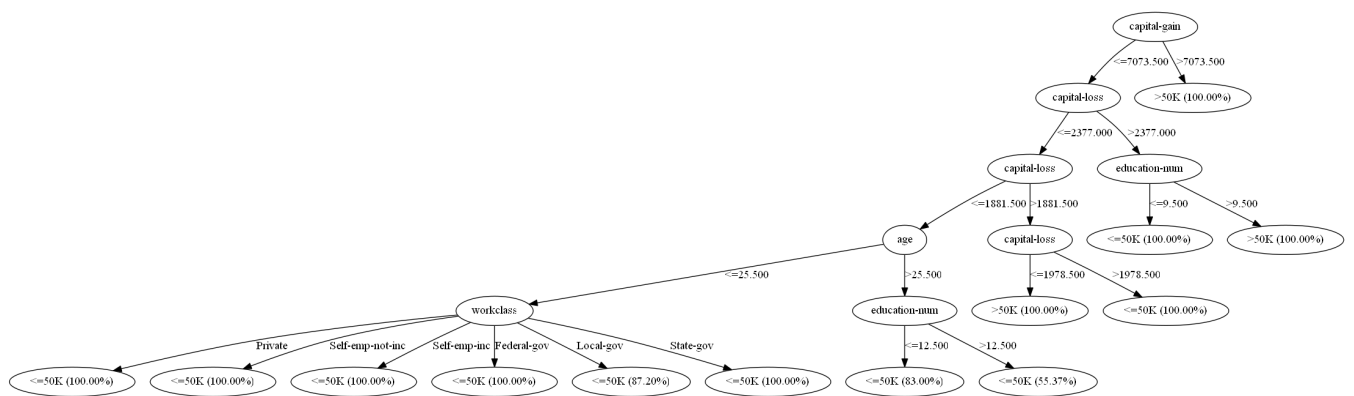 capital-gain
<=7073.500 >7073.500
capital-loss >50K (100.00%)
<=2377.000 >2377.000
capital-loss education-num
<=1881.500 >1881.500 <=9.500 >9.500
age capital-loss <=50K (100.00%) >50K (100.00%)
<=25.500 >25.500 <=1978.500 >1978.500
workclass education-num >50K (100.00%) <=50K (100.00%)
Private Self-emp-not-inc Self-emp-inc Federal-gov Local-gov State-gov <=12.500 >12.500
<=50K (100.00%) <=50K (100.00%) <=50K (100.00%) <=50K (100.00%) <=50K (87.20%) <=50K (100.00%) <=50K (83.00%) <=50K (55.37%)